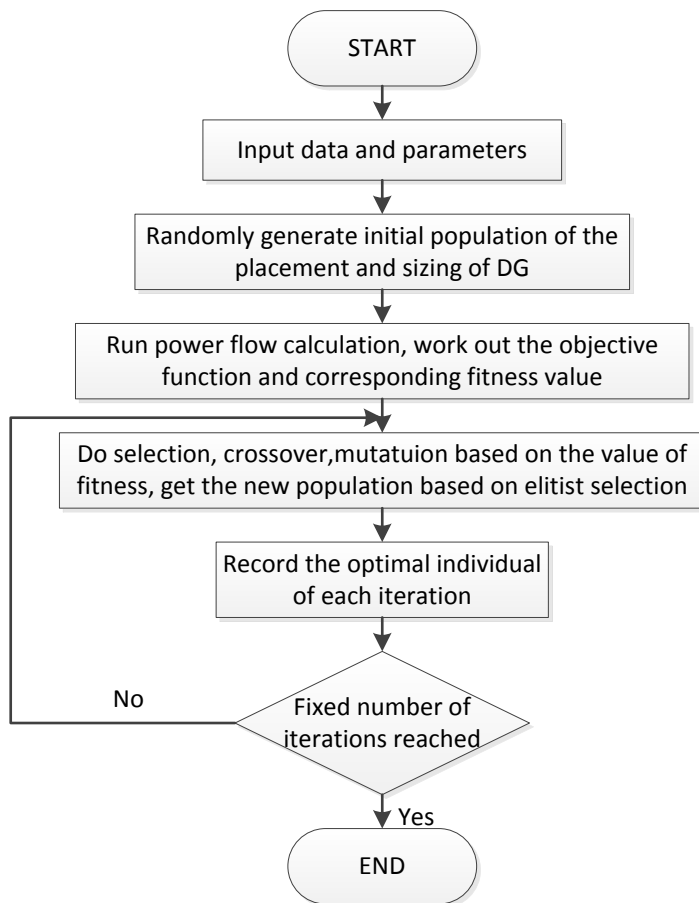 START
Input data and parameters
Randomly generate initial population of the
placement and sizing of DG
Run power flow calculation, work out the objective
function and corresponding fitness value
Do selection, crossover,mutatuion based on the value of
fitness, get the new population based on elitist selection
Record the optimal individual
of each iteration
No
Fixed number of
iterations reached
Yes
END